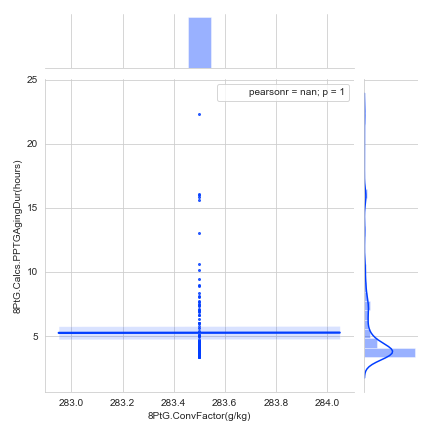 pearsonr = nan; p = 1
25
20
15
10
5
8PtG.Calcs.PPTGAgingDur(hours)
283.0 283.2 283.4 283.6 283.8 284.0
8PtG.ConvFactor(g/kg)